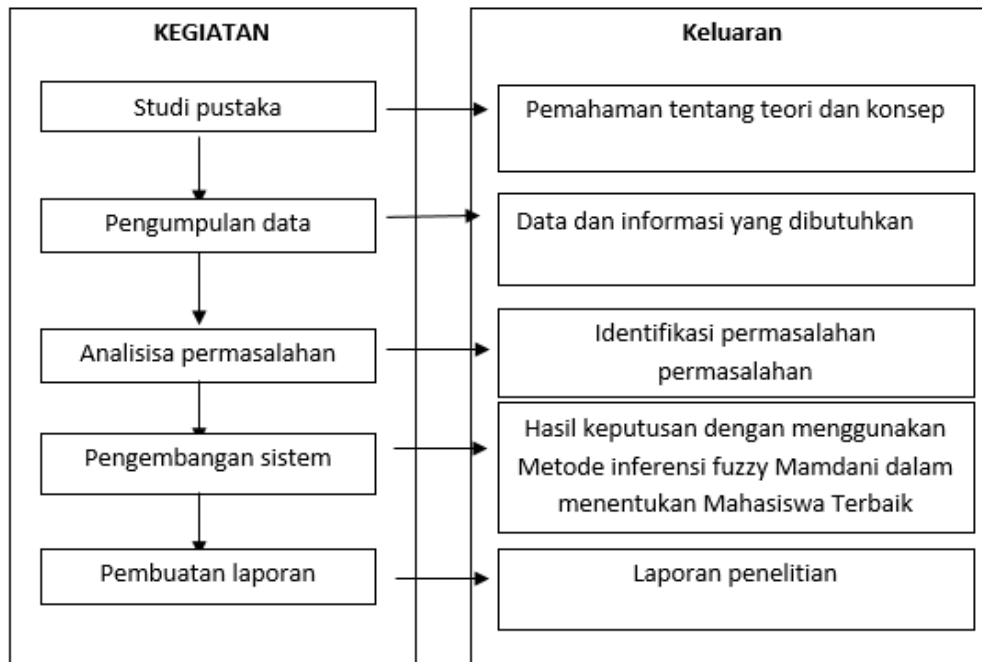 KEGIATAN
Studi pustaka
Pengumpulan data
Analisisa permasalahan
Pengembangan sistem
Pembuatan laporan
Keluaran
Pemahaman tentang teori dan konsep
Data dan informasi yang dibutuhkan
Identifikasi permasalahan
permasalahan
Hasil keputusan dengan menggunakan
Metode inferensi fuzzy Mamdani dalam
menentukan Mahasiswa Terbaik
Laporan penelitian